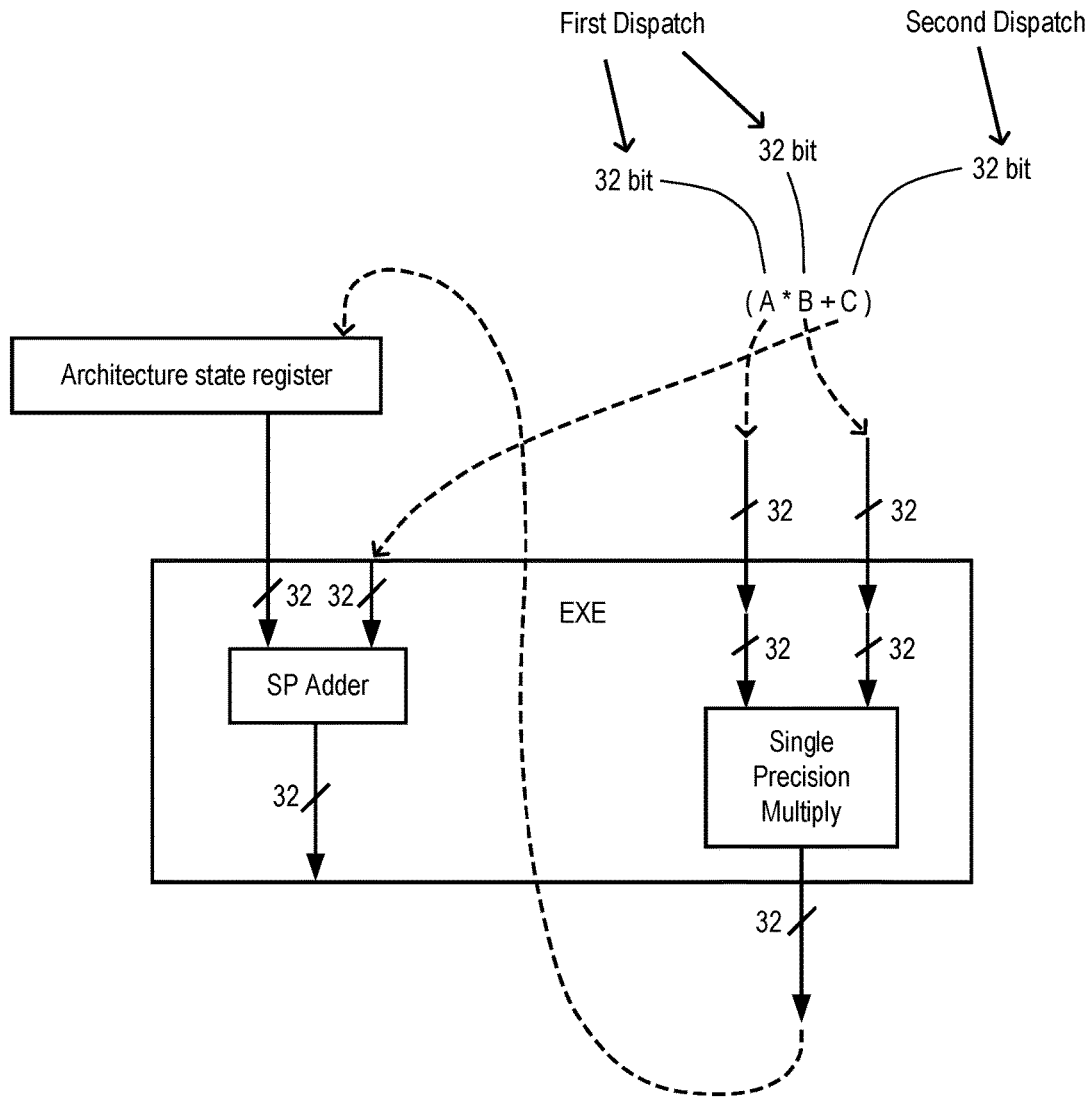 First Dispatch
Second Dispatch
32 bit
32 bit
32 bit
( A * B + C )
Architecture state register
32
32
32
32
EXE
32
32
SP Adder
Single
Precision
Multiply
32
32